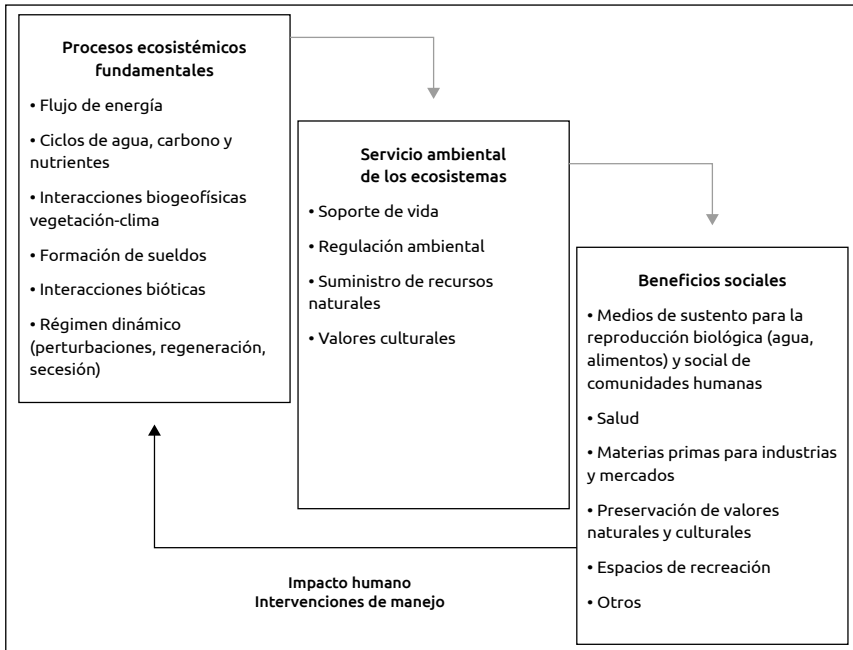 Procesos ecosistémicos
fundamentales
• Flujo de energía
• Ciclos de agua, carbono y
nutrientes
• Interacciones biogeofísicas
vegetación-clima
• Formación de sueldos
• Interacciones bióticas
• Régimen dinámico
(perturbaciones, regeneración,
secesión)
Servicio ambiental
de los ecosistemas
• Soporte de vida
• Regulación ambiental
• Suministro de recursos
naturales
• Valores culturales
Beneficios sociales
• Medios de sustento para la
reproducción biológica (agua,
alimentos) y social de
comunidades humanas
• Salud
• Materias primas para industrias
y mercados
• Preservación de valores
naturales y culturales
• Espacios de recreación
• Otros
Impacto humano
Intervenciones de manejo